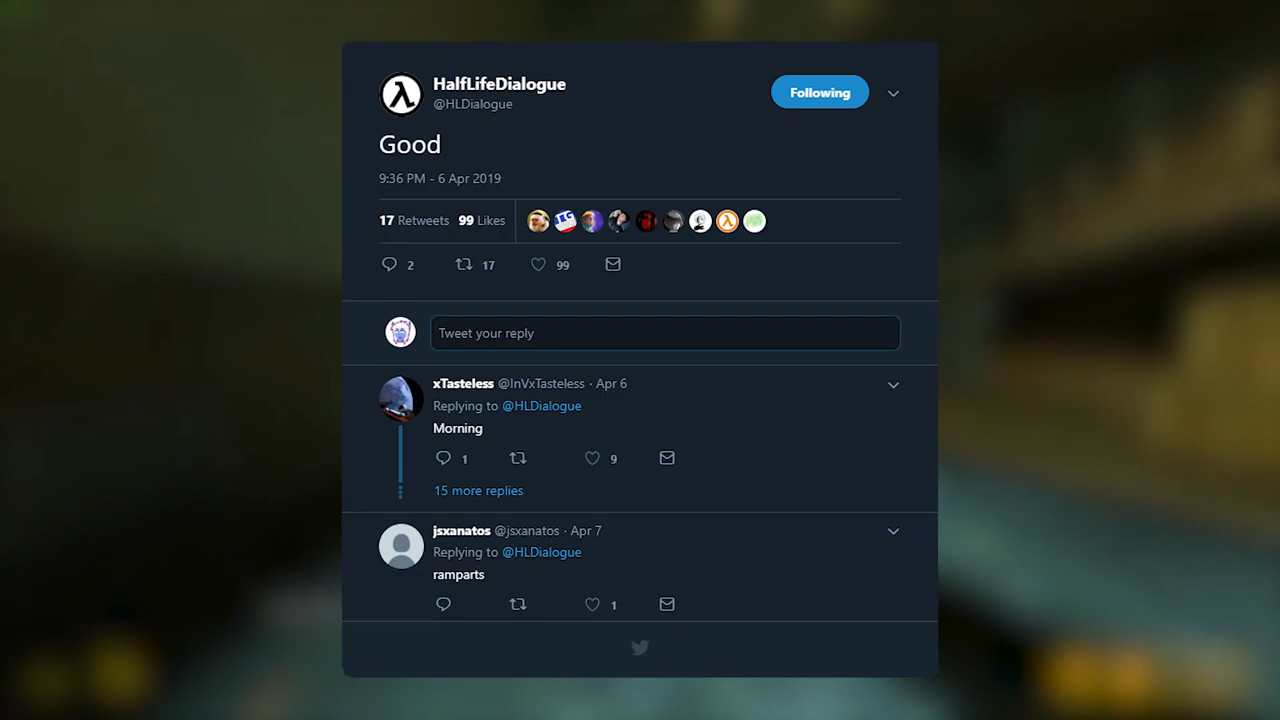 HalfLifeDialogue
@HLDialogue
Following
Good
9:36 PM - 6 Apr 2019
17 Retweets 99 Likes
2 17 99
Tweet your reply
xTasteless @InVxTasteless · Apr 6
Replying to @HLDialogue
Morning
1 9
15 more replies
jsxanatos @jsxanatos · Apr 7
Replying to @HLDialogue
ramparts
1